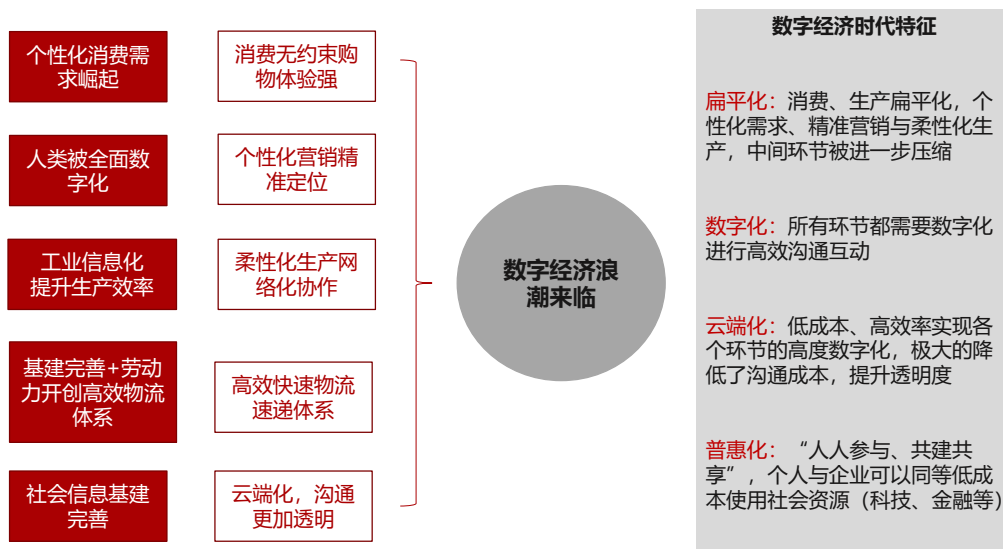 个性化消费需
求崛起
消费无约束购
物体验强
人类被全面数
字化
个性化营销精
准定位
工业信息化
提升生产效率
柔性化生产网
络化协作
基建完善+劳动
力开创高效物流
体系
高效快速物流
速递体系
社会信息基建
完善
云端化，沟通
更加透明
数字经济浪
潮来临
数字经济时代特征
扁平化：消费、生产扁平化，个
性化需求、精准营销与柔性化生
产，中间环节被进一步压缩
数字化：所有环节都需要数字化
进行高效沟通互动
云端化：低成本、高效率实现各
个环节的高度数字化，极大的降
低了沟通成本，提升透明度
普惠化：“人人参与、共建共
享”，个人与企业可以同等低成
本使用社会资源（科技、金融等）